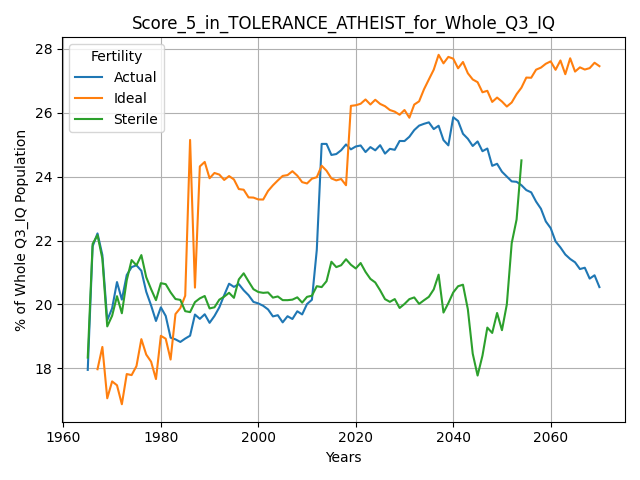 Score_5_in_TOLERANCE_ATHEIST_for_Whole_Q3_IQ
Fertility
Actual
Ideal
Sterile
% of Whole Q3_IQ Population
28
26
24
22
20
18
1960 1980 2000 2020 2040 2060
Years